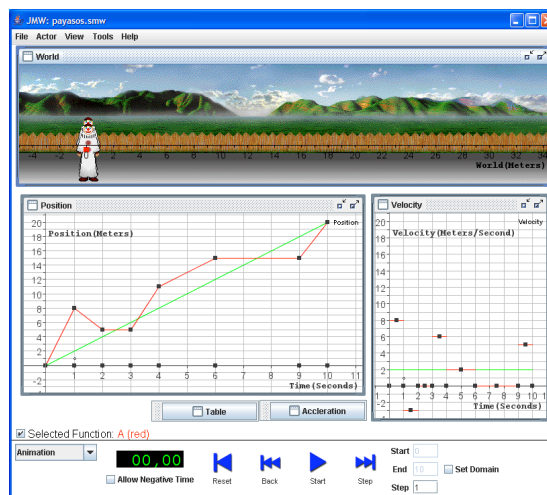 JMW: payasos.smw
File Actor View Tools Help
World
-4 -2 2 4 6 8 10 12 14 16 18 20 22 24 26 28 30 32 34
World(Meters)
Position
Position
Position(Meters)
20
18
16
14
12
10
8
6
4
2
0
-2
1 2 3 4 5 6 7 8 9 10 11
Time(Seconds)
Velocity
Velocity
Velocity(Meters/Second)
20
18
16
14
12
10
8
6
4
2
-2
1 2 3 4 5 6 7 8 9 10
Time(Seconds)
Table
Accleration
Selected Function: A (red)
Animation
00,00
Allow Negative Time
Reset
Back
Start
Step
Start 0
End 10
Set Domain
Step 1